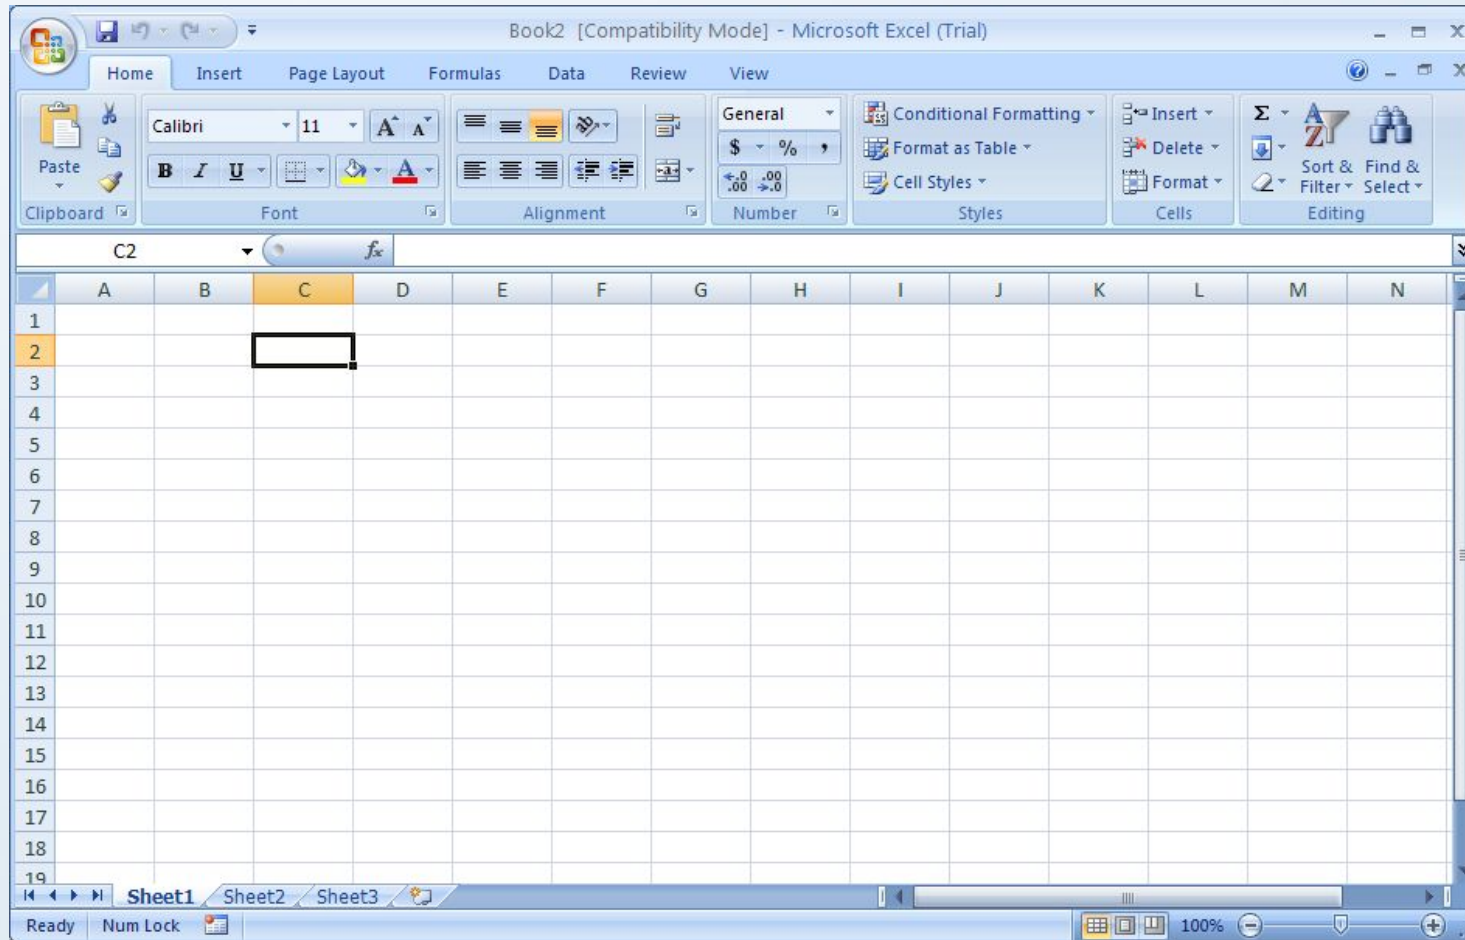 Book2 [Compatibility Mode] - Microsoft Excel (Trial)
Home Insert Page Layout Formulas Data Review View
Calibri 11 A A General Conditional Formatting Insert Σ A Z
Paste $ % , Format as Table Delete Sort & Filter Find & Select
B I U A a .0 .00 .00 .0 Cell Styles Format
Clipboard Font Alignment Number Styles Cells Editing
C2 fx
A B C D E F G H I J K L M N
1
2
3
4
5
6
7
8
9
10
11
12
13
14
15
16
17
18
19
Sheet1 Sheet2 Sheet3
Ready Num Lock 100%